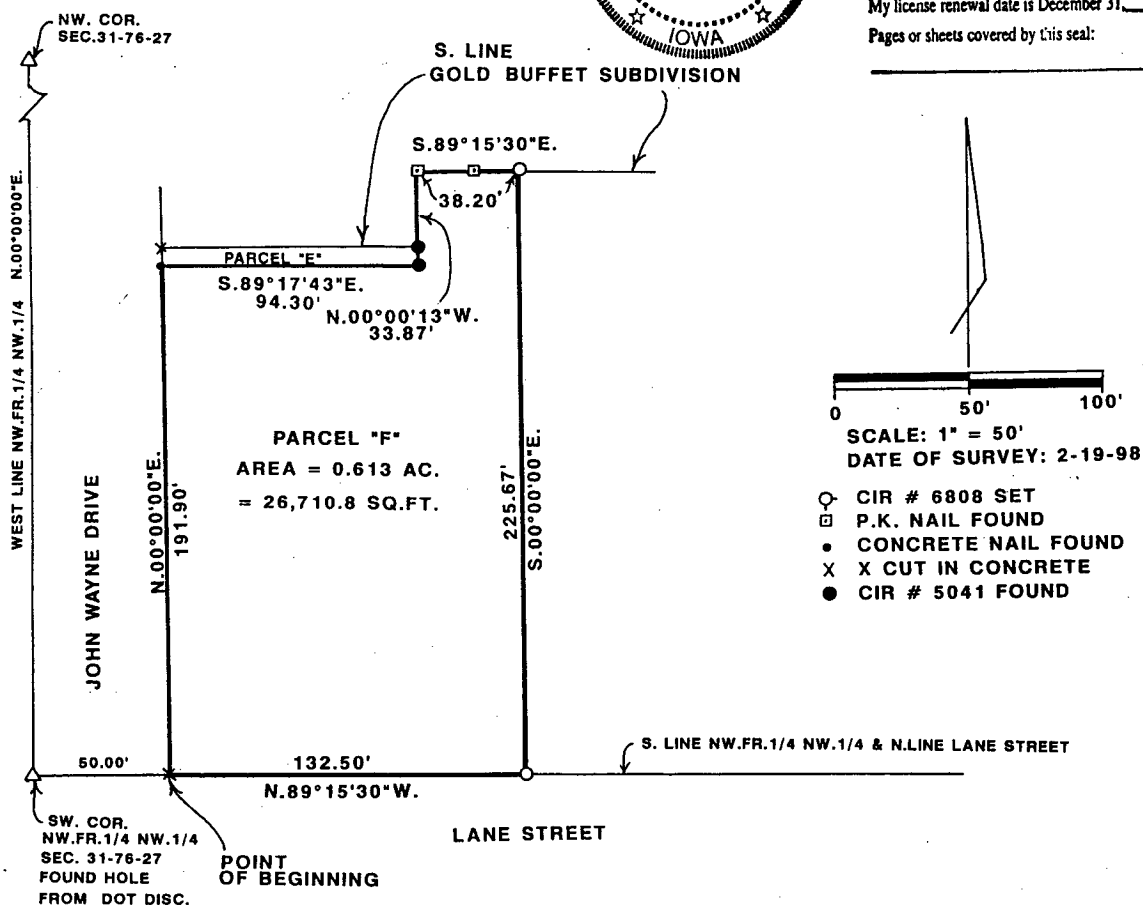 IOWA
My license renewal date is December 31,
Pages or sheets covered by this seal:
NW. COR.
SEC.31-76-27
S. LINE
GOLD BUFFET SUBDIVISION
S.89°15'30"E.
38.20'
PARCEL "E"
S.89°17'43"E.
94.30'
N.00°00'13"W.
33.87'
WEST LINE NW.FR.1/4 NW.1/4 N.00°00'00"E.
JOHN WAYNE DRIVE
N.00°00'00"E.
191.90'
PARCEL "F"
AREA = 0.613 AC.
= 26,710.8 SQ.FT.
225.67'
S.00°00'00"E.
0 50' 100'
SCALE: 1" = 50'
DATE OF SURVEY: 2-19-98
CIR # 6808 SET
P.K. NAIL FOUND
CONCRETE NAIL FOUND
X X CUT IN CONCRETE
CIR # 5041 FOUND
50.00'
132.50'
N.89°15'30"W.
S. LINE NW.FR.1/4 NW.1/4 & N.LINE LANE STREET
LANE STREET
SW. COR.
NW.FR.1/4 NW.1/4
SEC. 31-76-27
FOUND HOLE
FROM DOT DISC.
POINT
OF BEGINNING